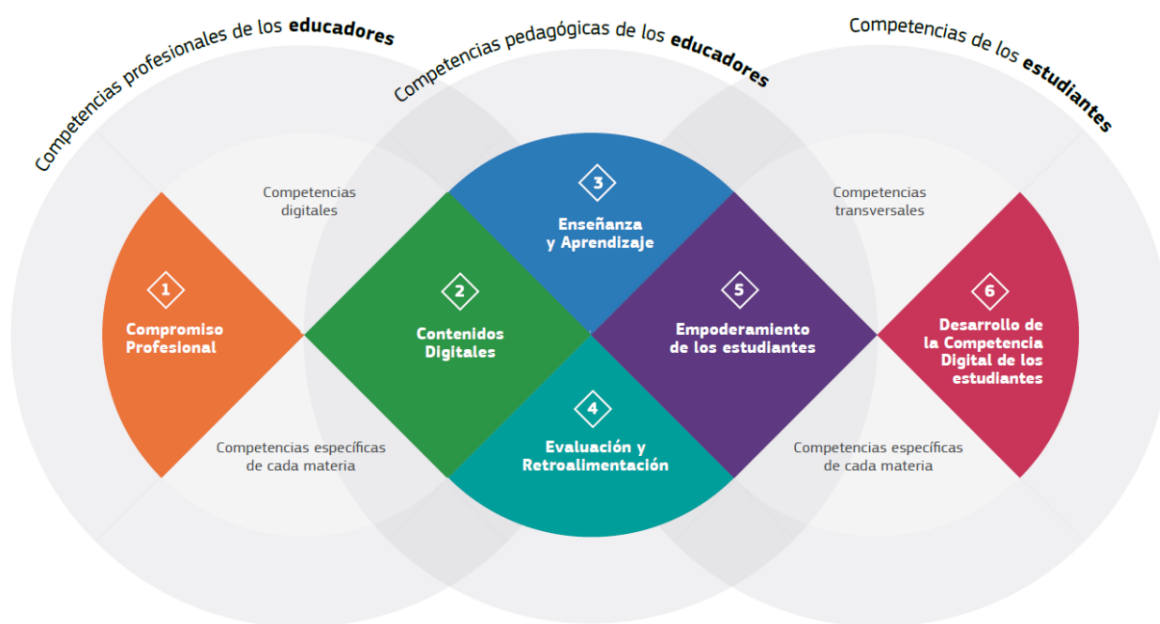 Competencias profesionales de los educadores
Competencias pedagógicas de los educadores
Competencias de los estudiantes
Competencias
digitales
Competencias
transversales
1
Compromiso
Profesional
2
Contenidos
Digitales
3
Enseñanza
y Aprendizaje
4
Evaluación y
Retroalimentación
5
Empoderamiento
de los estudiantes
6
Desarrollo de
la Competencia
Digital de los
estudiantes
Competencias específicas
de cada materia
Competencias específicas
de cada materia